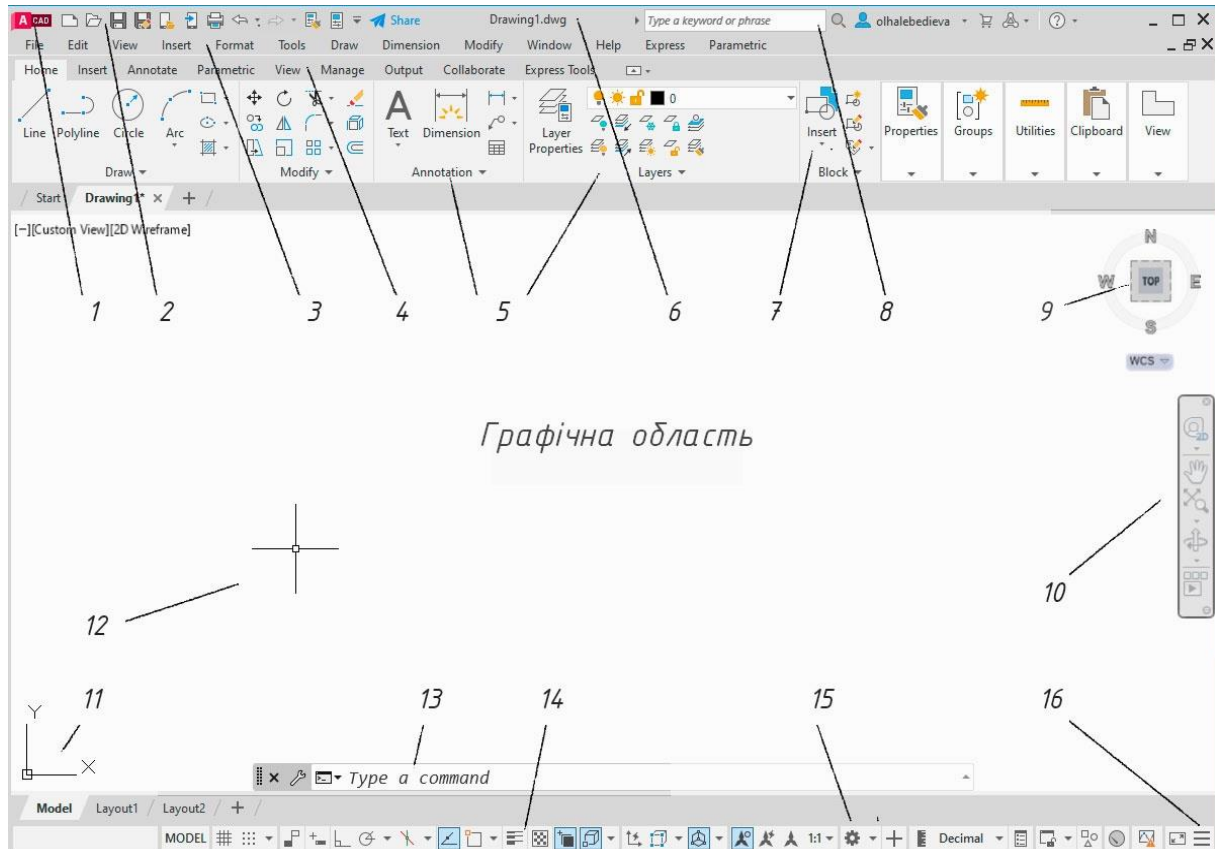 A CAD Share Drawing1.dwg Type a keyword or phrase olhalebedieva
File Edit View Insert Format Tools Draw Dimension Modify Window Help Express Parametric
Home Insert Annotate Parametric View Manage Output Collaborate Express Tools
0
Line Polyline Circle Arc Text Dimension Layer Properties Insert Properties Groups Utilities Clipboard View
Draw Modify Annotation Layers Block
Start Drawing1* +
[−][Custom View][2D Wireframe]
N
W TOP E
S
1 2 3 4 5 6 7 8 9
WCS
2D
Графічна область
10
12
11 13 14 15 16
Y
X
Type a command
Model Layout1 Layout2 +
MODEL 1:1 Decimal